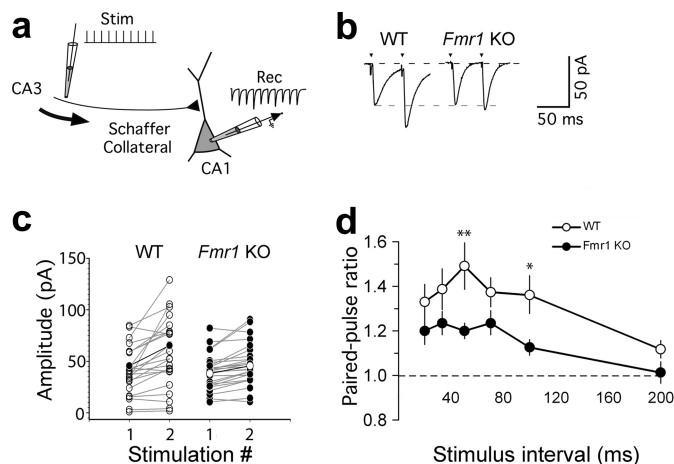 a
Stim
CA3
Rec
Schaffer
Collateral
CA1
b
WT Fmr1 KO
50 pA
50 ms
c
WT Fmr1 KO
Amplitude (pA)
150
100
50
0
1 2 1 2
Stimulation #
d
WT
Fmr1 KO
** *
Paired-pulse ratio
1.6
1.4
1.2
1.0
0.8
40 80 120 160 200
Stimulus interval (ms)